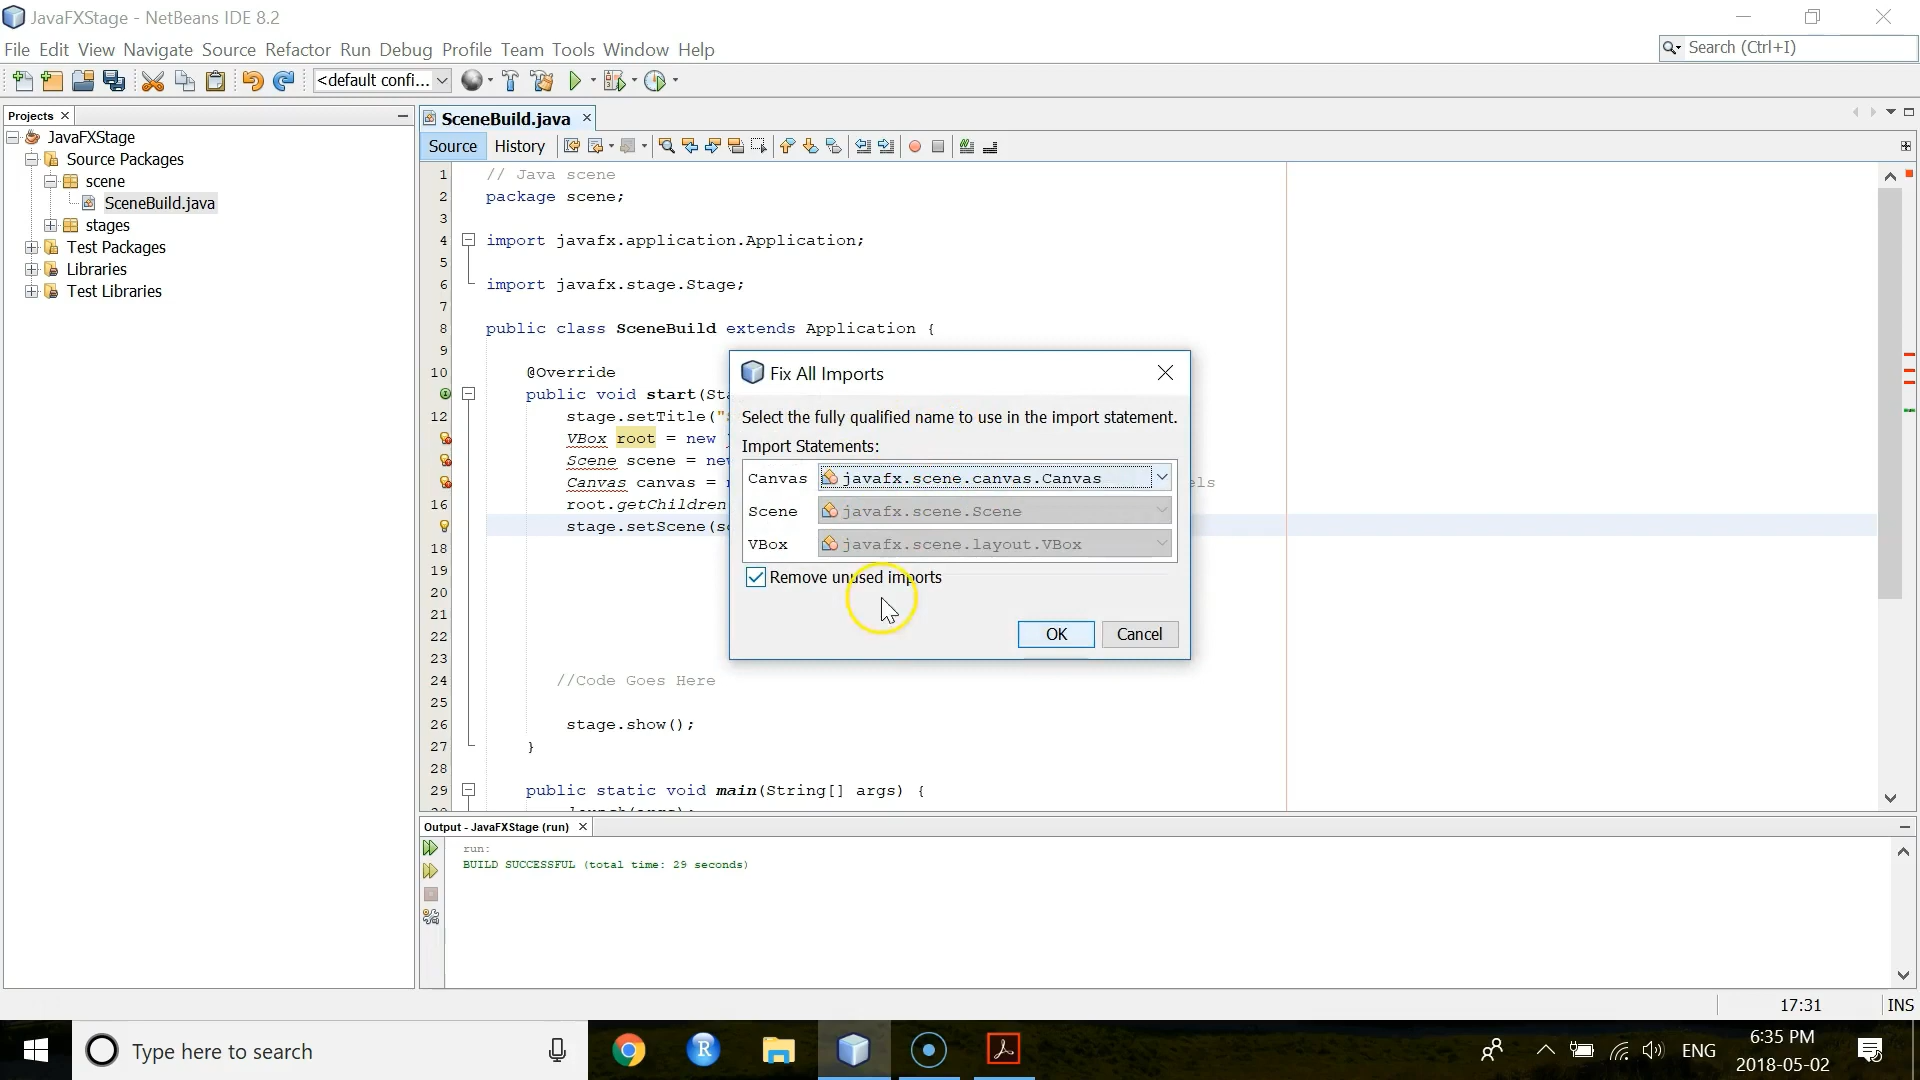 JavaFXStage - NetBeans IDE 8.2
File Edit View Navigate Source Refactor Run Debug Profile Team Tools Window Help
Search (Ctrl+I)
<default confi...
Projects
JavaFXStage
Source Packages
scene
SceneBuild.java
stages
Test Packages
Libraries
Test Libraries
SceneBuild.java
Source History
1 // Java scene
2 package scene;
3
4 import javafx.application.Application;
5
6 import javafx.stage.Stage;
7
8 public class SceneBuild extends Application {
9
10 @Override
public void start(Sta
12 stage.setTitle("
VBox root = new
Scene scene = new
Canvas canvas = els
16 root.getChildren
stage.setScene(sc
18
19
20
21
22
23
24 //Code Goes Here
25
26 stage.show();
27 }
28
29 public static void main(String[] args) {
Fix All Imports
Select the fully qualified name to use in the import statement.
Import Statements:
Canvas javafx.scene.canvas.Canvas
Scene javafx.scene.Scene
VBox javafx.scene.layout.VBox
Remove unused imports
OK Cancel
Output - JavaFXStage (run)
run:
BUILD SUCCESSFUL (total time: 29 seconds)
17:31 INS
Type here to search
R
ENG
6:35 PM
2018-05-02